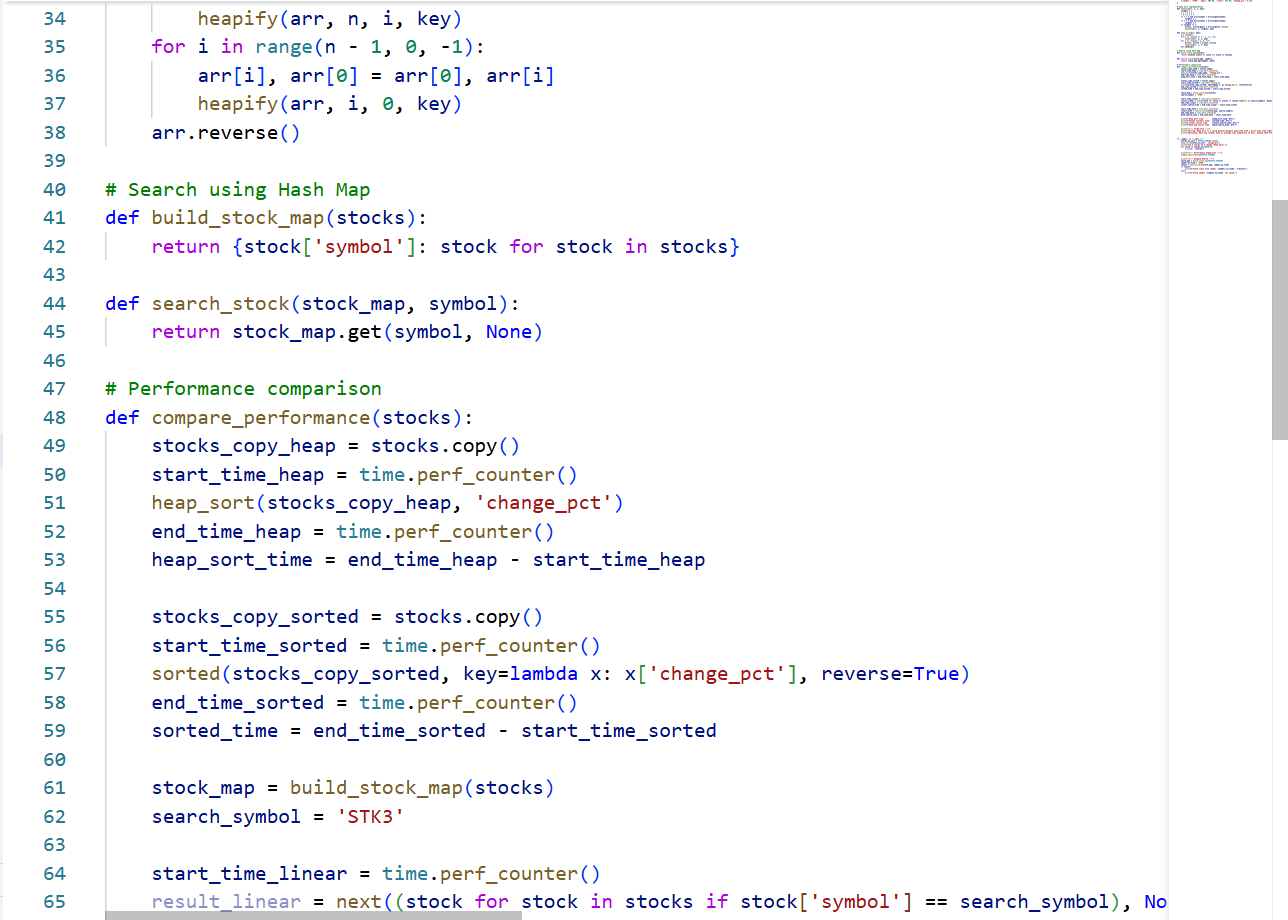 34 heapify(arr, n, i, key)
35 for i in range(n - 1, 0, -1):
36 arr[i], arr[0] = arr[0], arr[i]
37 heapify(arr, i, 0, key)
38 arr.reverse()
39
40 # Search using Hash Map
41 def build_stock_map(stocks):
42 return {stock['symbol']: stock for stock in stocks}
43
44 def search_stock(stock_map, symbol):
45 return stock_map.get(symbol, None)
46
47 # Performance comparison
48 def compare_performance(stocks):
49 stocks_copy_heap = stocks.copy()
50 start_time_heap = time.perf_counter()
51 heap_sort(stocks_copy_heap, 'change_pct')
52 end_time_heap = time.perf_counter()
53 heap_sort_time = end_time_heap - start_time_heap
54
55 stocks_copy_sorted = stocks.copy()
56 start_time_sorted = time.perf_counter()
57 sorted(stocks_copy_sorted, key=lambda x: x['change_pct'], reverse=True)
58 end_time_sorted = time.perf_counter()
59 sorted_time = end_time_sorted - start_time_sorted
60
61 stock_map = build_stock_map(stocks)
62 search_symbol = 'STK3'
63
64 start_time_linear = time.perf_counter()
65 result_linear = next((stock for stock in stocks if stock['symbol'] == search_symbol), No